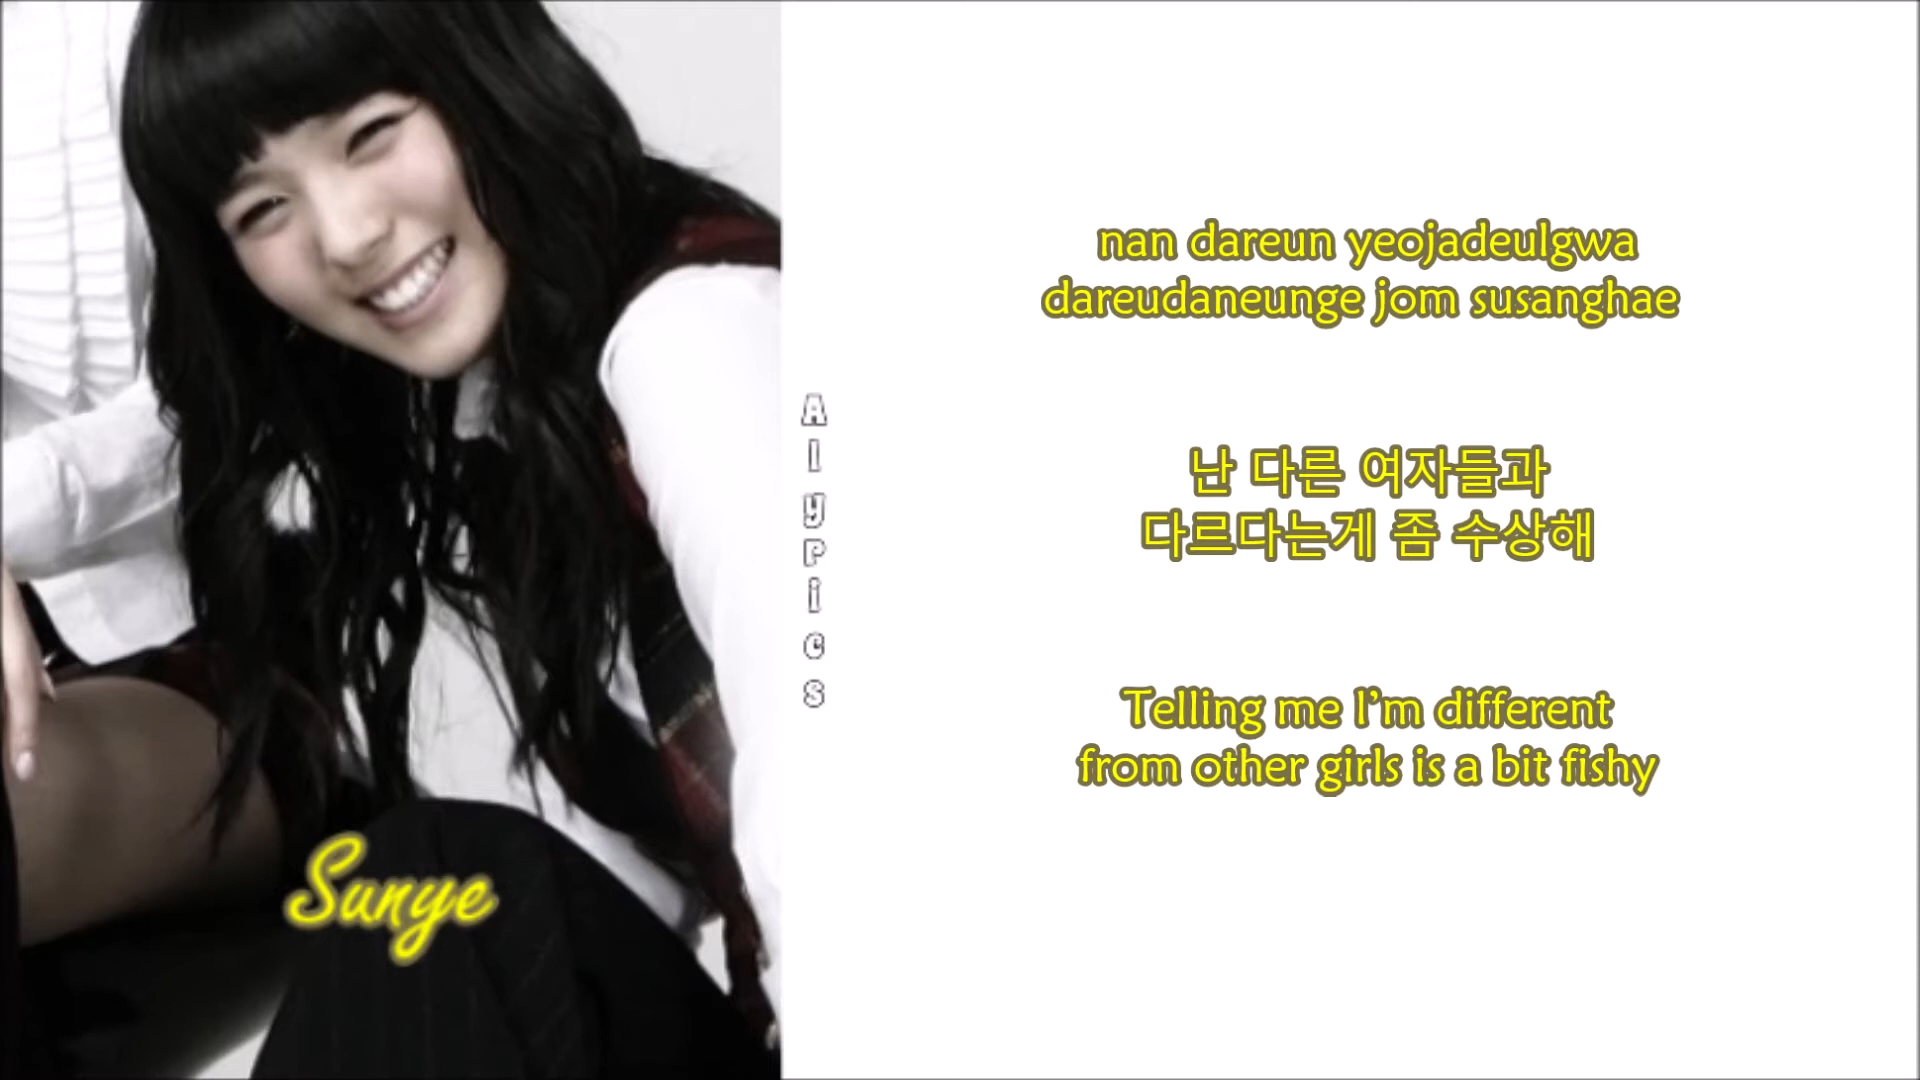 nan dareun yeojadeulgwa
dareudaneunge jom susanghae
난 다른 여자들과
다르다는게 좀 수상해
Telling me I'm different
from other girls is a bit fishy
AlyPics
Sunye